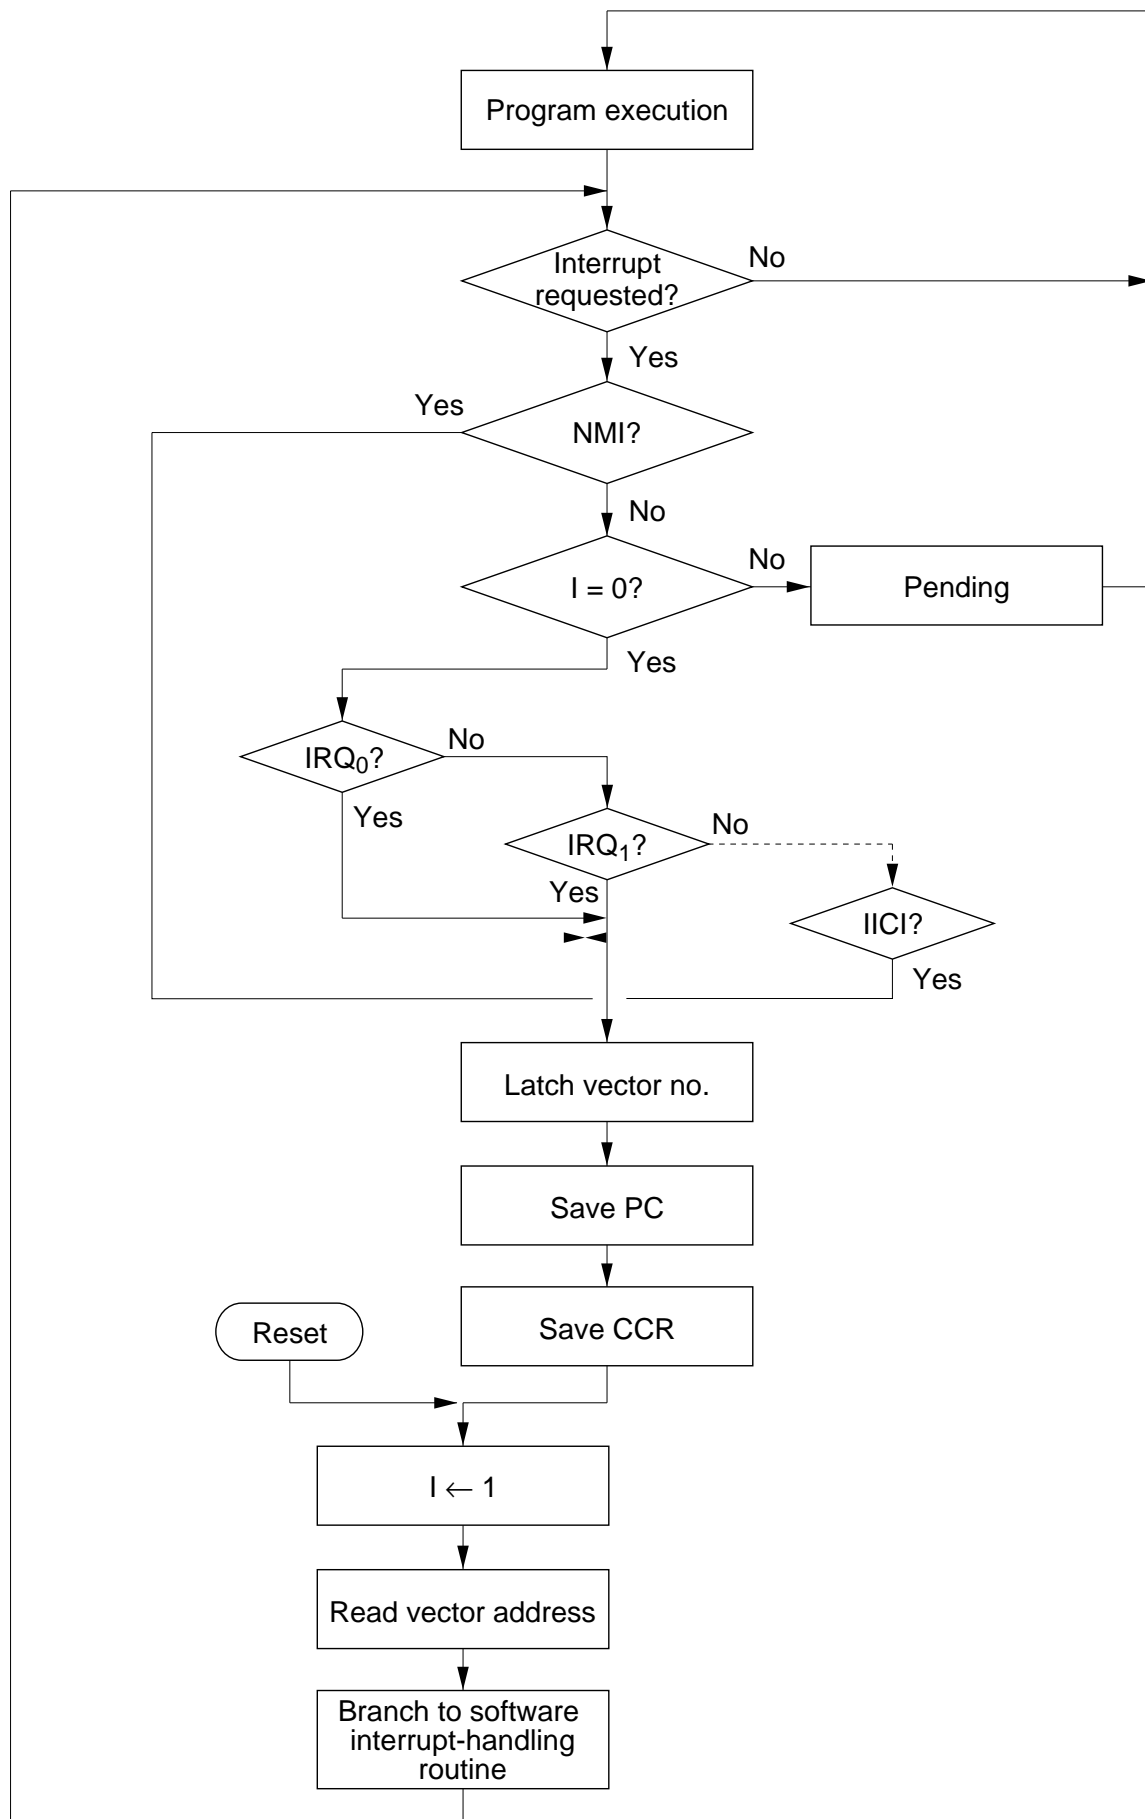 Program execution
Interrupt
requested?
No
Yes
Yes
NMI?
No
I = 0?
No
Pending
Yes
IRQ0?
No
Yes
IRQ1?
No
Yes
IICI?
Yes
Latch vector no.
Save PC
Save CCR
Reset
I ← 1
Read vector address
Branch to software
interrupt-handling
routine